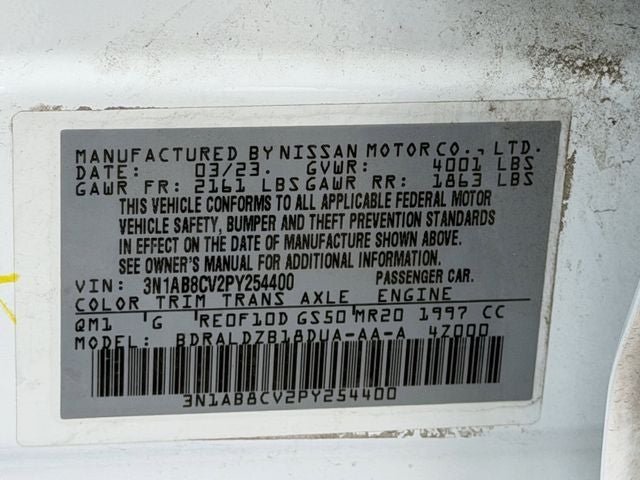 MANUFACTURED BY NISSAN MOTOR CO., LTD.
DATE: 03/23. GVWR: 4001 LBS
GAWR FR: 2161 LBS GAWR RR: 1863 LBS
THIS VEHICLE CONFORMS TO ALL APPLICABLE FEDERAL MOTOR
VEHICLE SAFETY, BUMPER AND THEFT PREVENTION STANDARDS
IN EFFECT ON THE DATE OF MANUFACTURE SHOWN ABOVE.
SEE OWNER'S MANUAL FOR ADDITIONAL INFORMATION.
VIN: 3N1AB8CV2PY254400 PASSENGER CAR.
COLOR TRIM TRANS AXLE ENGINE
QM1 G RE0F10D GS50 MR20 1997 CC
MODEL: BDRALDZB18DUA-AA-A 4Z000
3N1AB8CV2PY254400